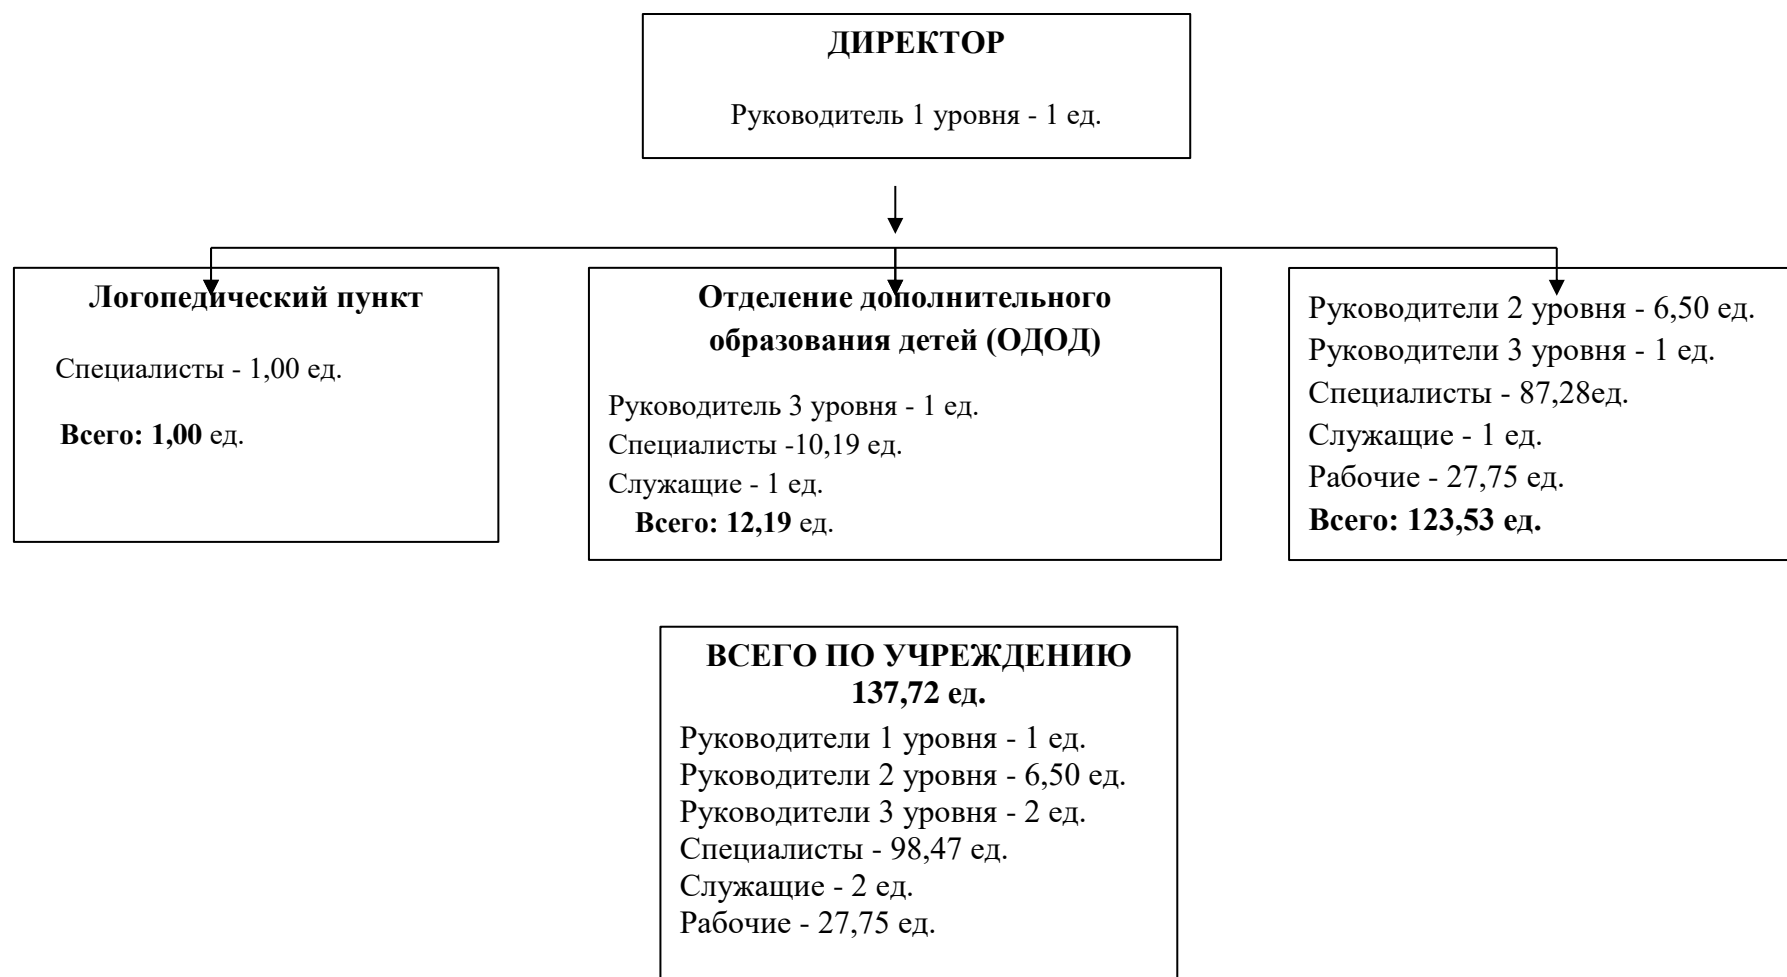 ДИРЕКТОР
Руководитель 1 уровня - 1 ед.
Логопедический пункт
Специалисты - 1,00 ед.
Всего: 1,00 ед.
Отделение дополнительного
образования детей (ОДОД)
Руководитель 3 уровня - 1 ед.
Специалисты -10,19 ед.
Служащие - 1 ед.
Всего: 12,19 ед.
Руководители 2 уровня - 6,50 ед.
Руководители 3 уровня - 1 ед.
Специалисты - 87,28ед.
Служащие - 1 ед.
Рабочие - 27,75 ед.
Всего: 123,53 ед.
ВСЕГО ПО УЧРЕЖДЕНИЮ
137,72 ед.
Руководители 1 уровня - 1 ед.
Руководители 2 уровня - 6,50 ед.
Руководители 3 уровня - 2 ед.
Специалисты - 98,47 ед.
Служащие - 2 ед.
Рабочие - 27,75 ед.